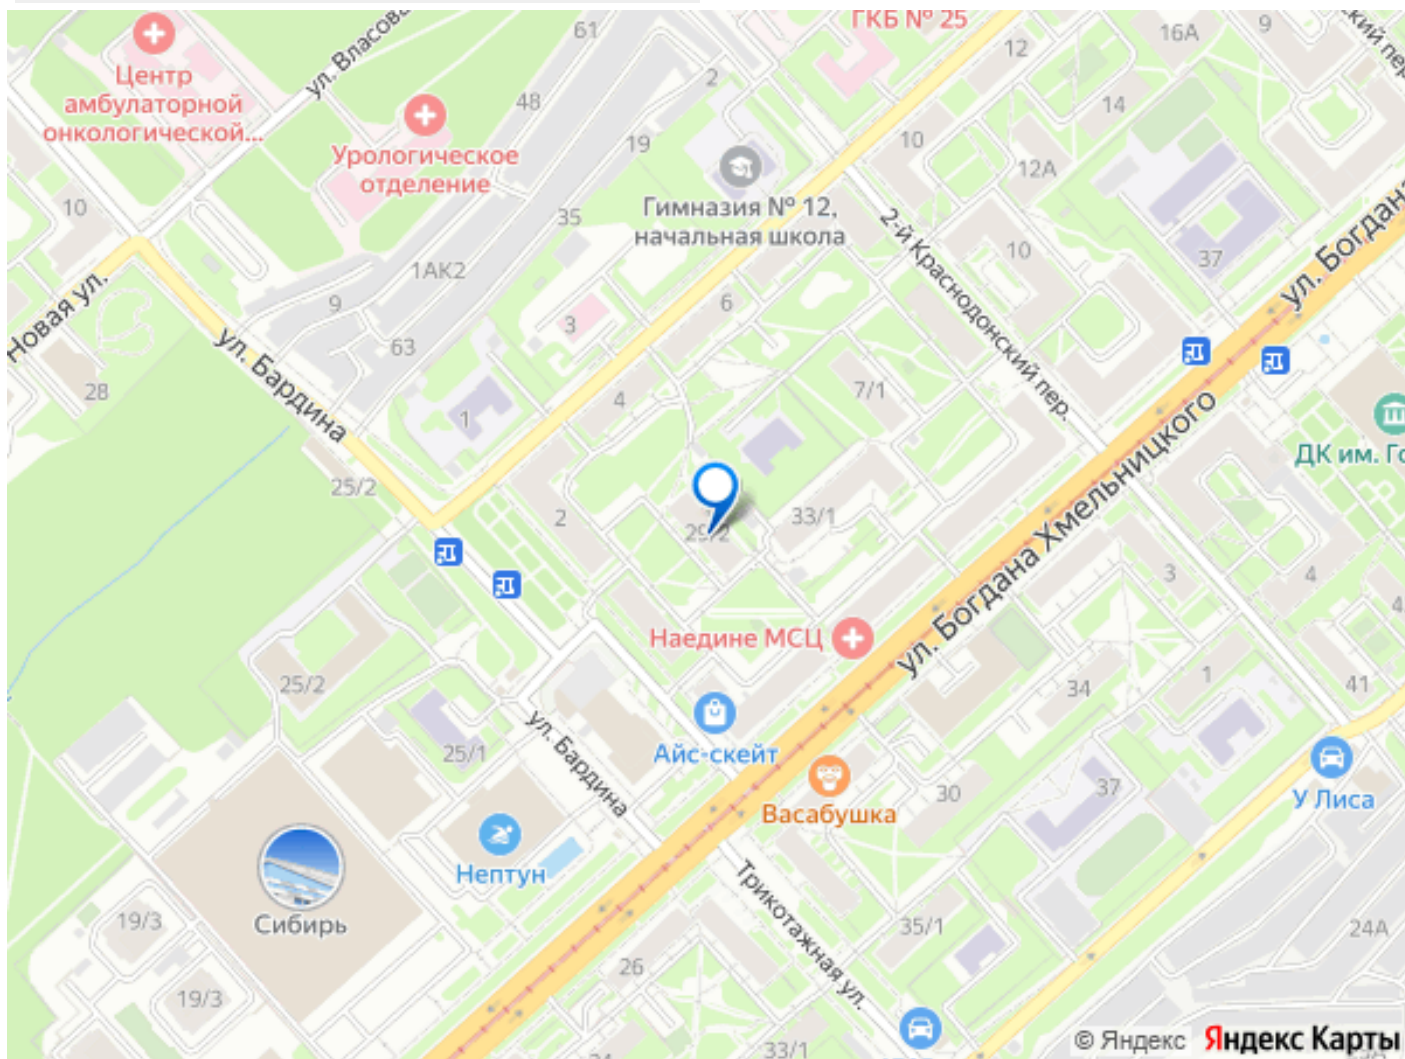 ГКБ № 25
9
ский пер.
61
16А
12
ул. Власова
Центр
амбулаторной
онкологической...
2
48
14
Урологическое
отделение
19
10
12А
Гимназия № 12,
начальная школа
10
35
2-й Краснодонский пер.
10
37
ул. Богдана
1АК2
Новая ул.
9
6
3
63
ул. Бардина
28
4
7/1
1
ул. Богдана Хмельницкого
ДК им. Го
25/2
2
29/2
33/1
3
4
4
Наедине МСЦ
25/2
34
1
41
ул. Бардина
25/1
Айс-скейт
37
30
У Лиса
Васабушка
Нептун
Трикотажная ул.
19/3
Сибирь
35/1
24А
26
19/3
33/1
© Яндекс Яндекс Карты